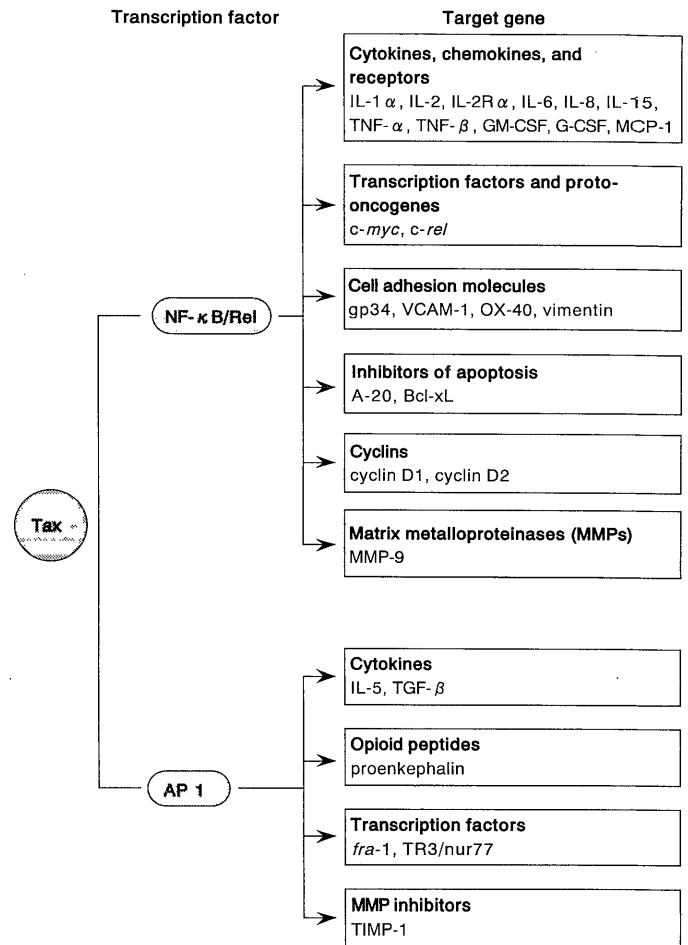 Transcription factor
Target gene
Cytokines, chemokines, and
receptors
IL-1 α, IL-2, IL-2R α, IL-6, IL-8, IL-15,
TNF- α, TNF- β, GM-CSF, G-CSF, MCP-1
Transcription factors and proto-
oncogenes
c-myc, c-rel
NF- κ B/Rel
Cell adhesion molecules
gp34, VCAM-1, OX-40, vimentin
Inhibitors of apoptosis
A-20, Bcl-xL
Cyclins
cyclin D1, cyclin D2
Tax
Matrix metalloproteinases (MMPs)
MMP-9
Cytokines
IL-5, TGF- β
Opioid peptides
proenkephalin
AP 1
Transcription factors
fra-1, TR3/nur77
MMP inhibitors
TIMP-1